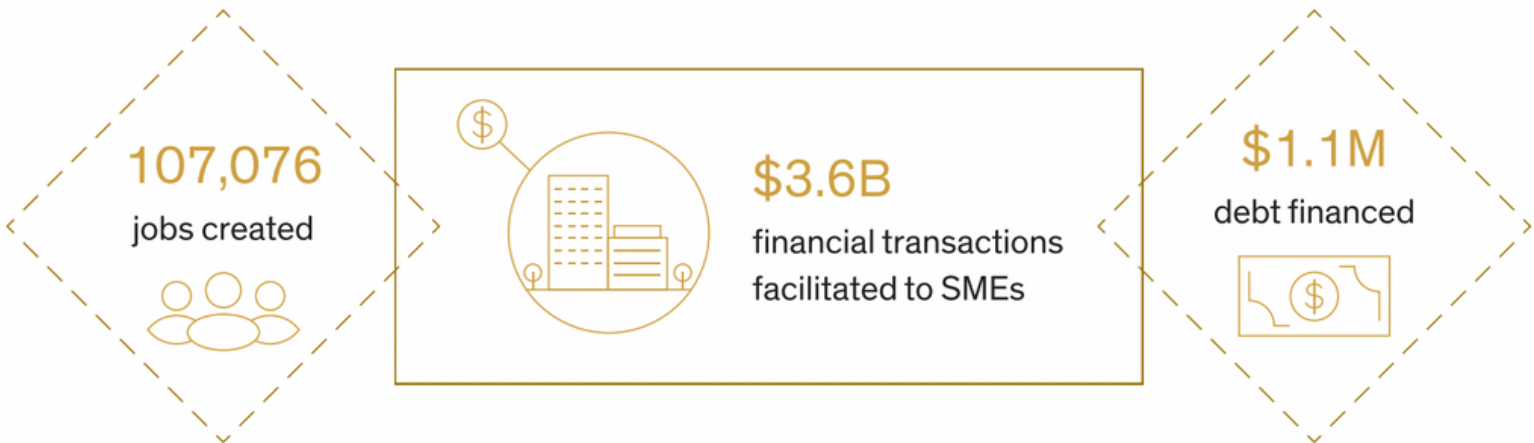 107,076
jobs created
$3.6B
financial transactions
facilitated to SMEs
$1.1M
debt financed